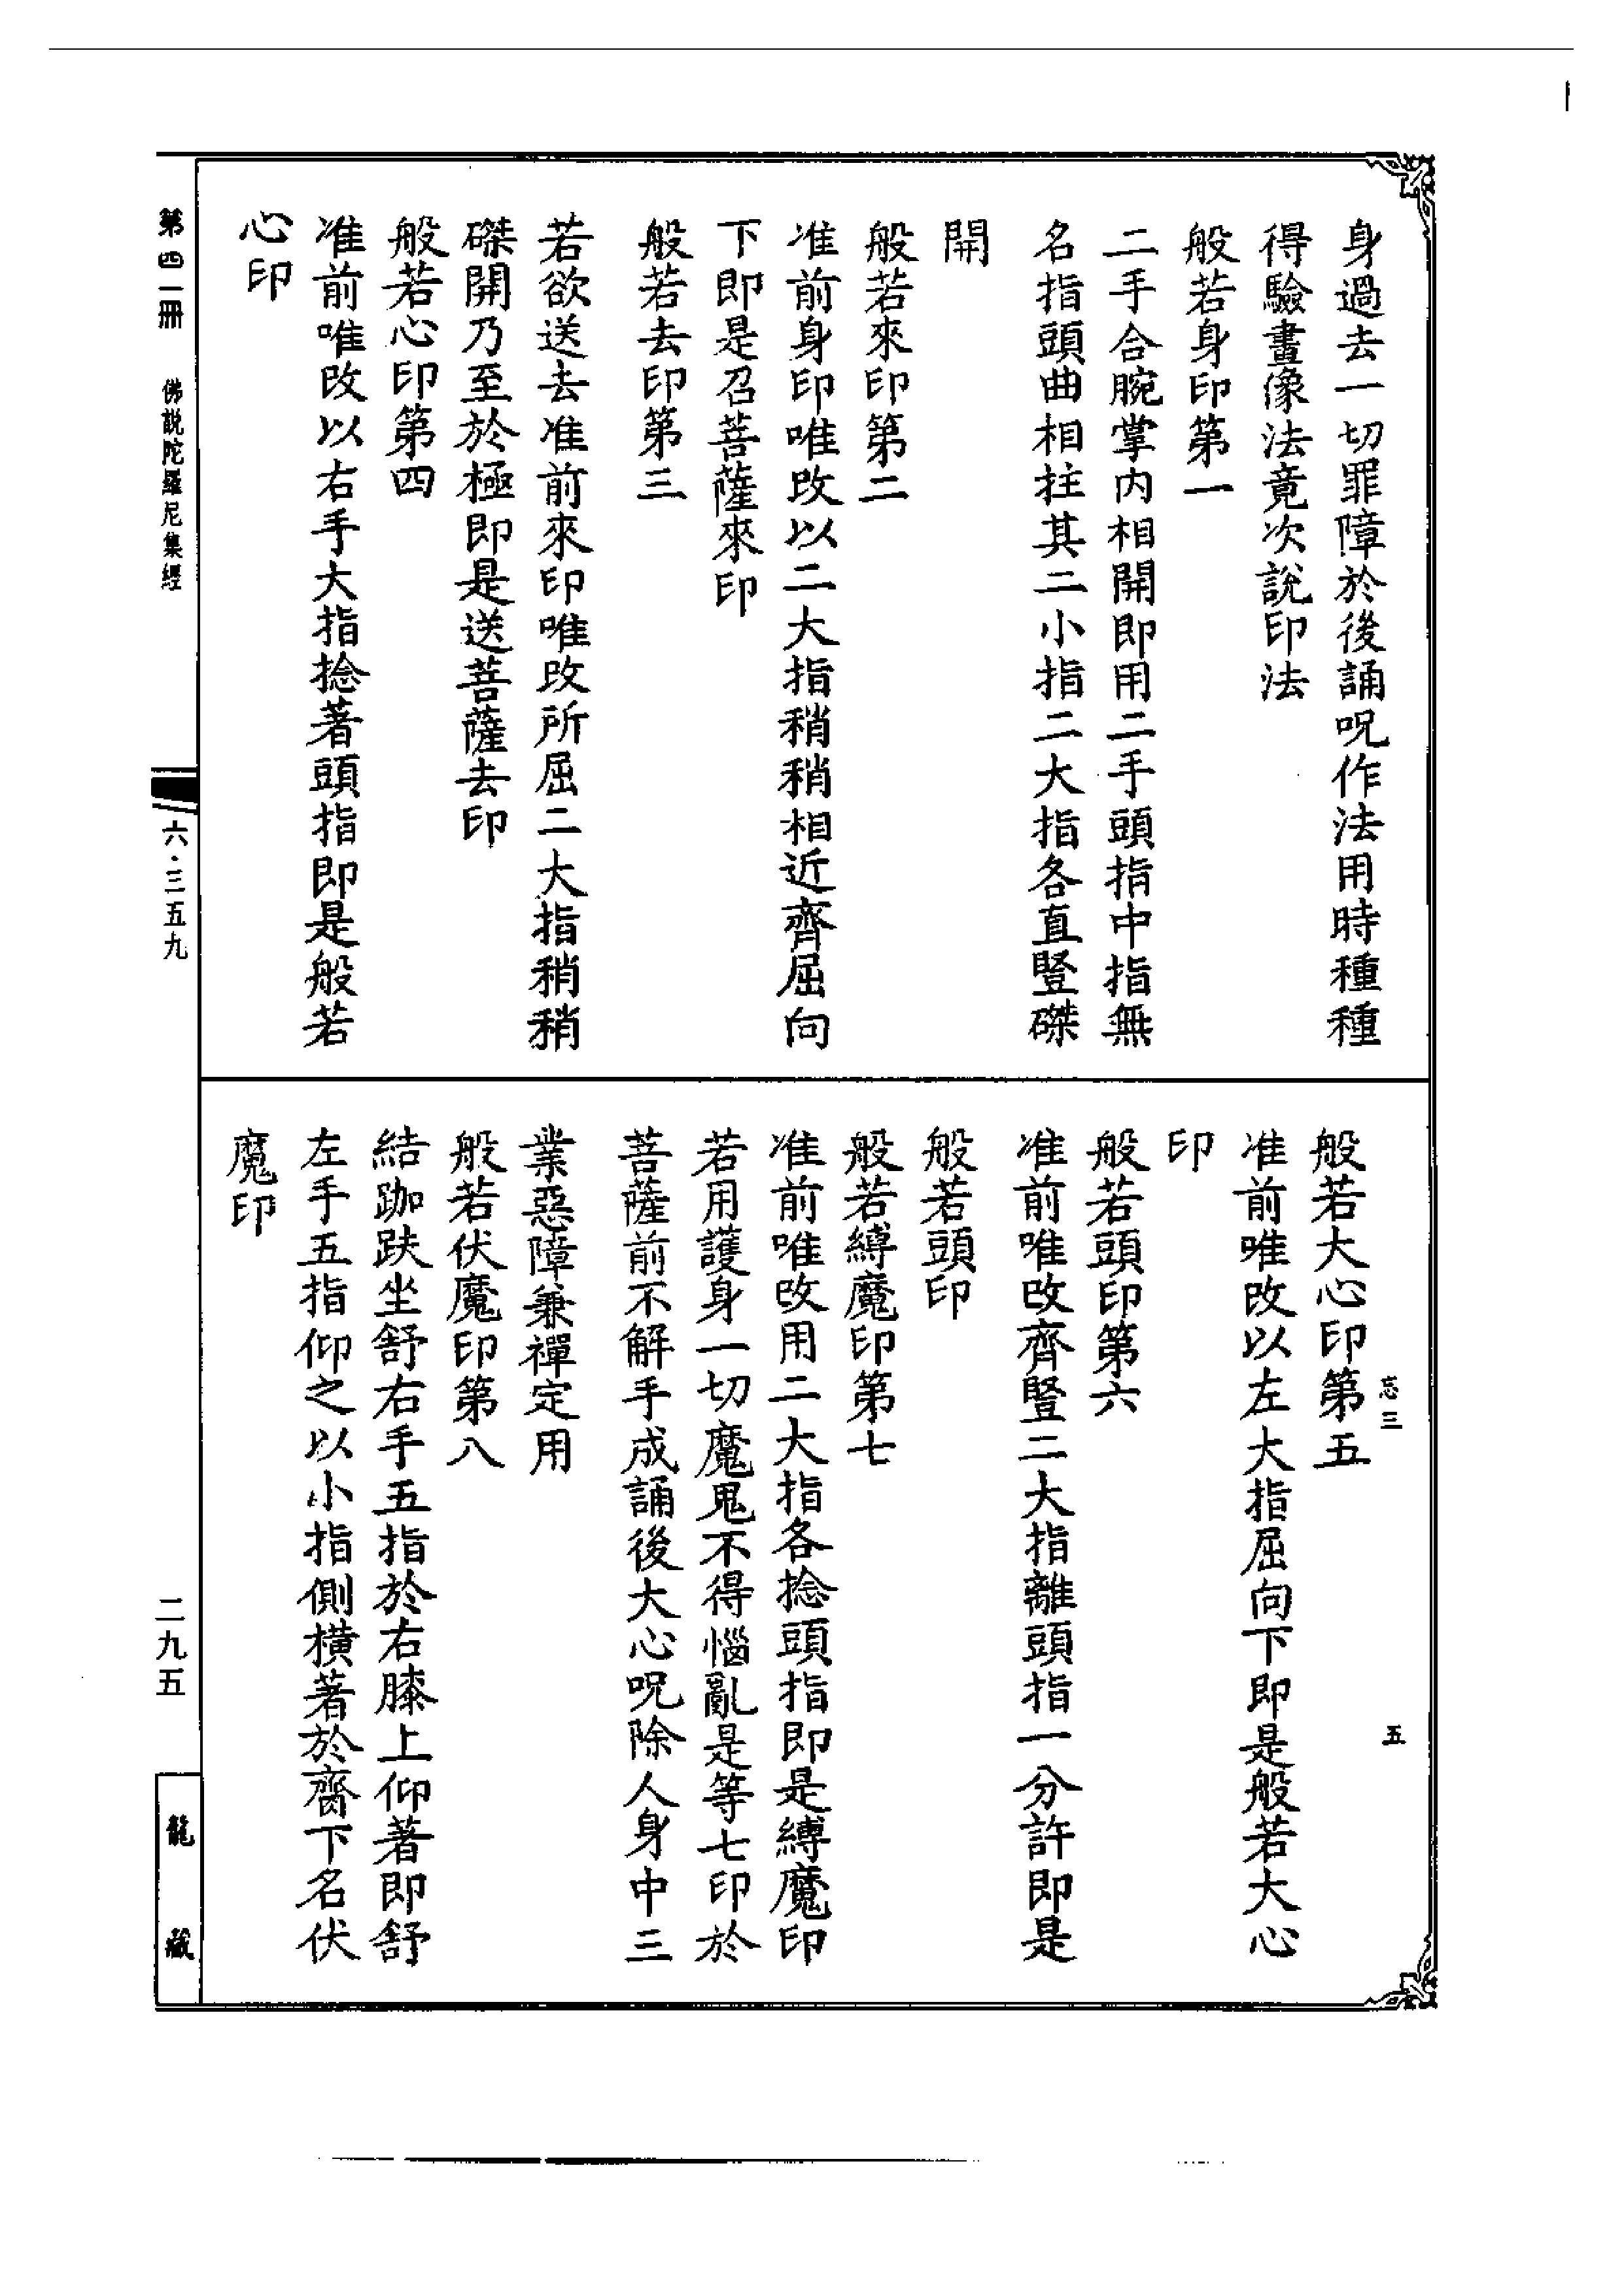 身過去一切罪障於後誦呪作法用時種種
得驗畫像法竟次說印法
般若身印第一
二手合腕掌内相開即用二手頭指中指無
名指頭曲相拄其二小指二大指各直豎磔
開
般若來印第二
准前身印唯改以二大指稍稍相近齊屈向
下即是召菩薩來印
般若去印第三
若欲送去准前來印唯改所屈二大指稍稍
磔開乃至於極即是送菩薩去印
般若心印第四
准前唯改以右手大指捻著頭指即是般若
心印
忘三
五
般若大心印第五
准前唯改以左大指屈向下即是般若大心
印
般若頭印第六
准前唯改齊豎二大指離頭指一分許即是
般若頭印
般若縛魔印第七
准前唯改用二大指各捻頭指即是縛魔印
若用護身一切魔鬼不得惱亂是等七印於
菩薩前不解手成誦後大心呪除人身中三
業惡障兼禪定用
般若伏魔印第八
結跏趺坐舒右手五指於右膝上仰著即舒
左手五指仰之以小指側橫著於齎下名伏
魔印
第四一册
佛說陀羅尼集經
六·三五九
二九五
龍藏